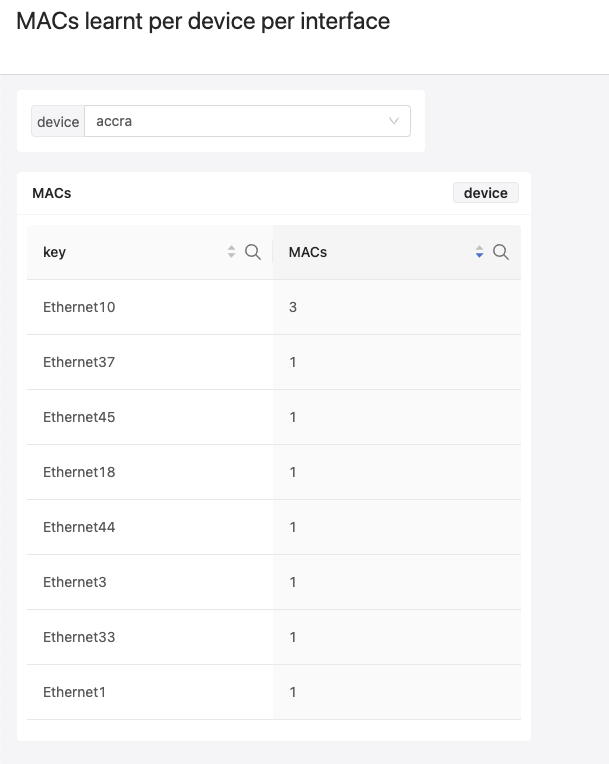 MACs learnt per device per interface
device accra
MACs device
key MACs
Ethernet10 3
Ethernet37 1
Ethernet45 1
Ethernet18 1
Ethernet44 1
Ethernet3 1
Ethernet33 1
Ethernet1 1